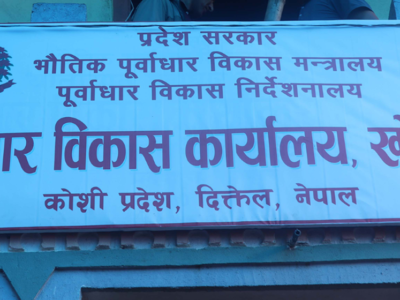 प्रदेश सरकार
भौतिक पूर्वाधार विकास मन्त्रालय
पूर्वाधार विकास निर्देशनालय
विकास कार्यालय,
कोशी प्रदेश, दिक्तेल, नेपाल